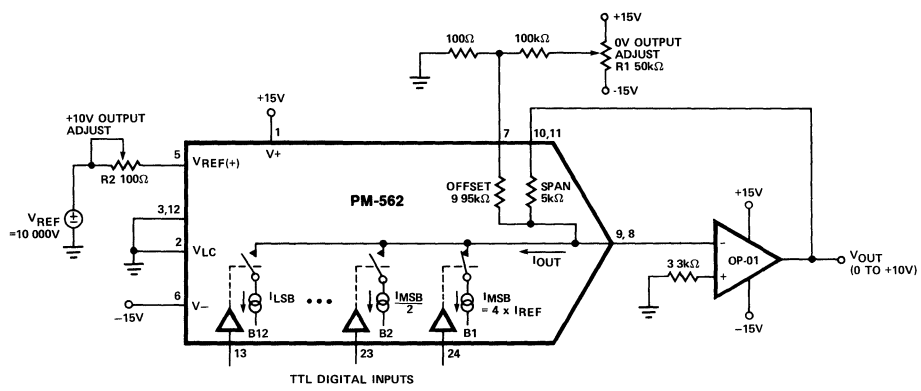 +15V
100Ω
100kΩ
0V OUTPUT
ADJUST
R1 50kΩ
-15V
+15V
+10V OUTPUT
ADJUST
1
7
10,11
V+
5
VREF(+)
R2 100Ω
PM-562
OFFSET
9 95kΩ
SPAN
5kΩ
+15V
3,12
VREF
=10 000V
2
VLC
9, 8
IOUT
-
OP-01
VOUT
(0 TO +10V)
3 3kΩ
+
6
V-
-15V
ILSB
IMSB
2
IMSB
= 4 x IREF
-15V
B12
B2
B1
13
23
24
TTL DIGITAL INPUTS